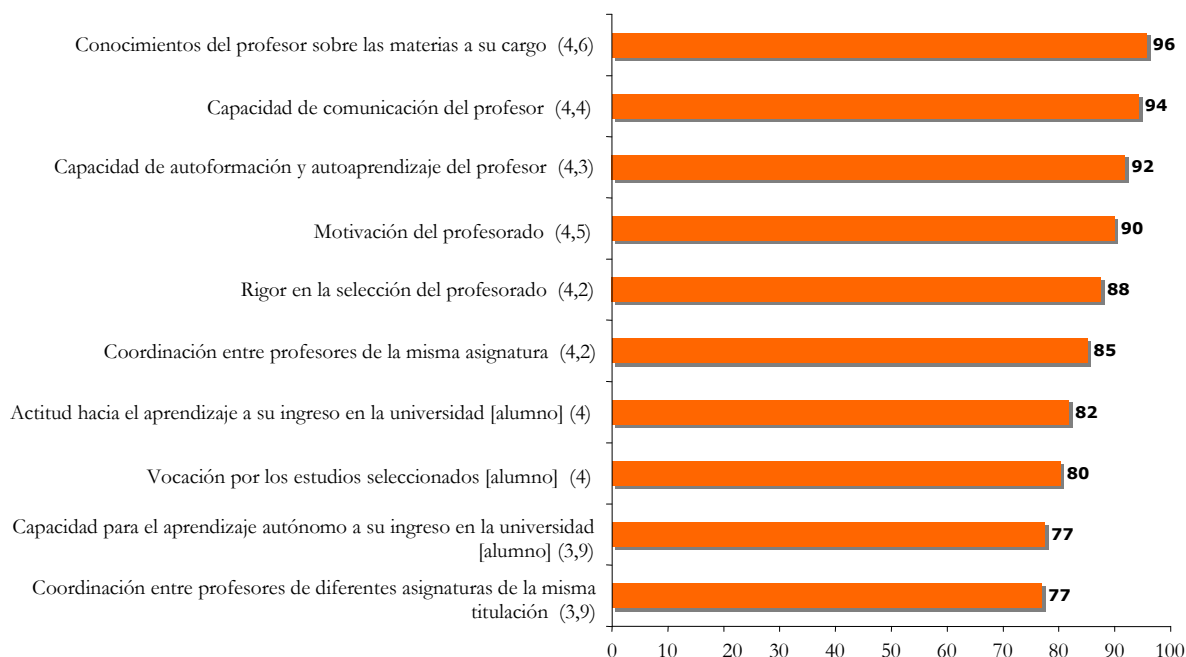 Conocimientos del profesor sobre las materias a su cargo (4,6)
96
Capacidad de comunicación del profesor (4,4)
94
Capacidad de autoformación y autoaprendizaje del profesor (4,3)
92
Motivación del profesorado (4,5)
90
Rigor en la selección del profesorado (4,2)
88
Coordinación entre profesores de la misma asignatura (4,2)
85
Actitud hacia el aprendizaje a su ingreso en la universidad [alumno] (4)
82
Vocación por los estudios seleccionados [alumno] (4)
80
Capacidad para el aprendizaje autónomo a su ingreso en la universidad
[alumno] (3,9)
77
Coordinación entre profesores de diferentes asignaturas de la misma
titulación (3,9)
77
0 10 20 30 40 50 60 70 80 90 100